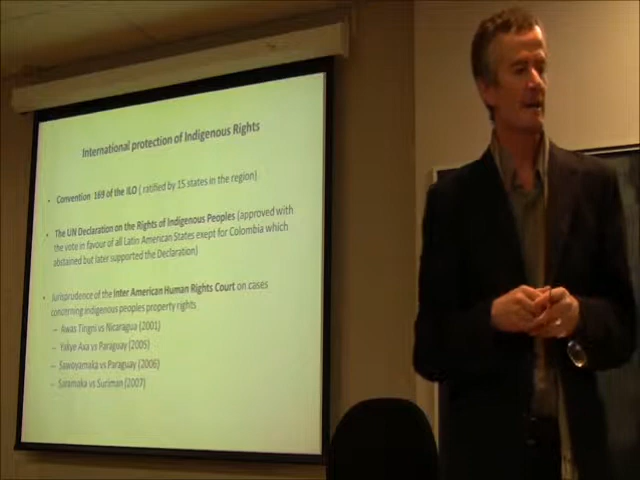 International protection of Indigenous Rights
• Convention 169 of the ILO ( ratified by 15 states in the region)
• The UN Declaration on the Rights of Indigenous Peoples (approved with
the vote in favour of all Latin American States exept for Colombia which
abstained but later supported the Declaration)
• Jurisprudence of the Inter American Human Rights Court on cases
concerning indigenous peoples property rights
– Awas Tingni vs Nicaragua (2001)
– Yakye Axa vs Paraguay (2005)
– Sawoyamaka vs Paraguay (2006)
– Saramaka vs Suriman (2007)